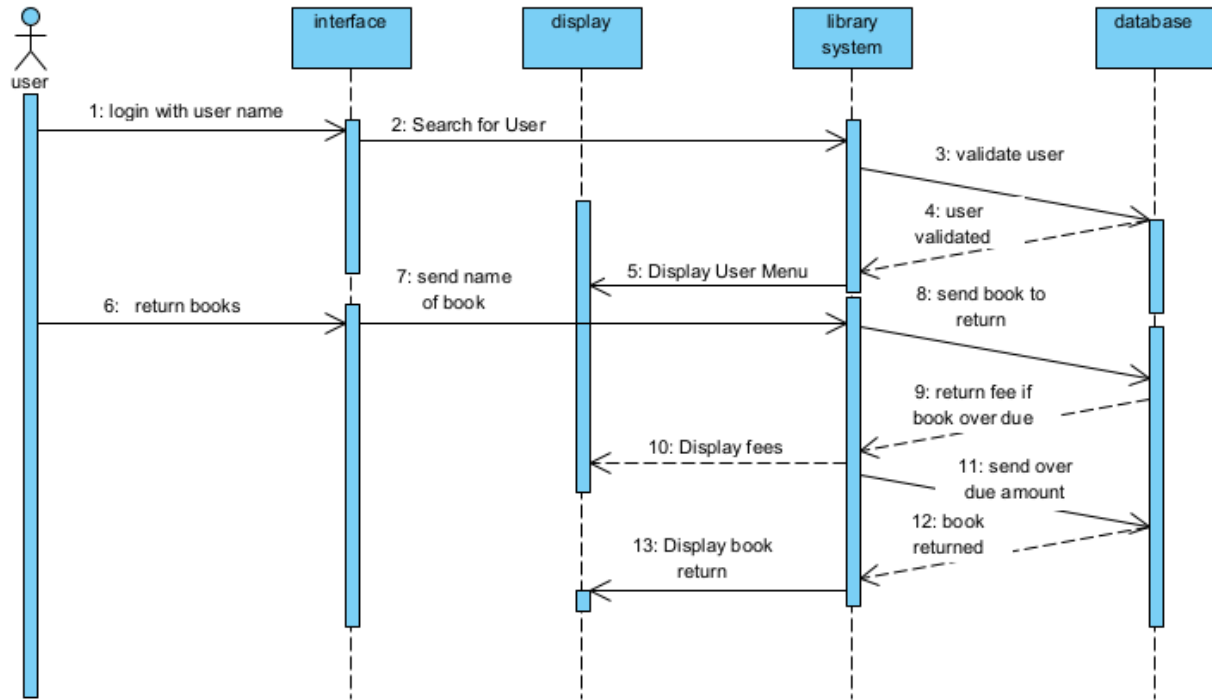 interface
display
library
system
database
user
1: login with user name
2: Search for User
3: validate user
4: user
validated
5: Display User Menu
6:   return books
7: send name
of book
8: send book to
return
9: return fee if
book over due
10: Display fees
11: send over
due amount
12: book
returned
13: Display book
return